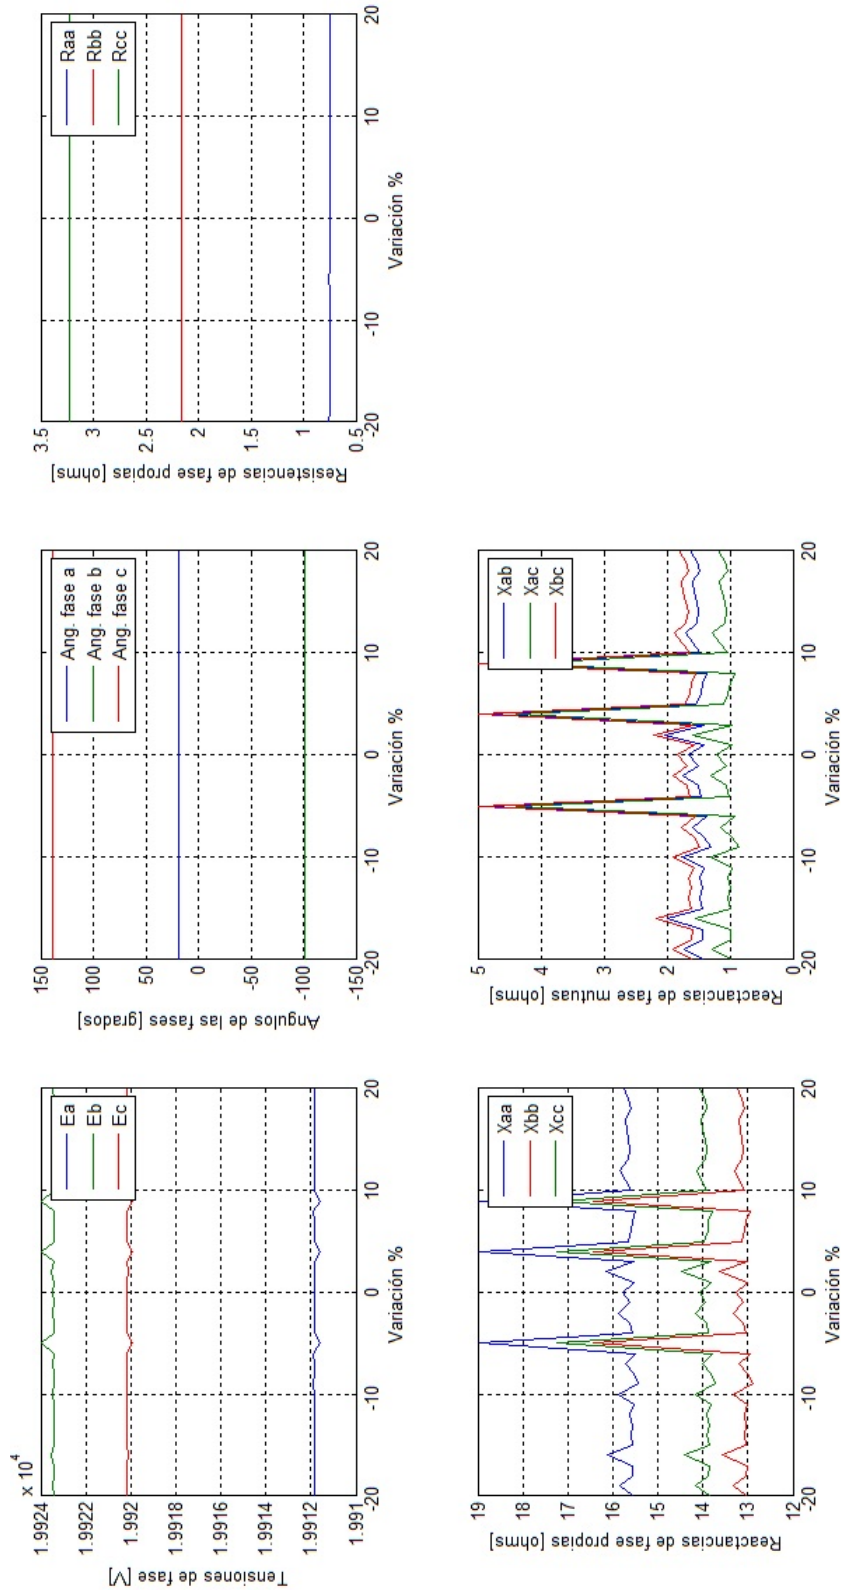 x 10^4
1.9924
1.9922
1.992
1.9918
1.9916
1.9914
1.9912
1.991
Tensiones de fase [V]
-20
-10
0
10
20
Variación %
Ea
Eb
Ec
150
100
50
0
-50
-100
-150
Angulos de las fases [grados]
-20
-10
0
10
20
Variación %
Ang. fase a
Ang. fase b
Ang. fase c
3.5
3
2.5
2
1.5
1
0.5
Resistencias de fase propias [ohms]
-20
-10
0
10
20
Variación %
Raa
Rbb
Rcc
19
18
17
16
15
14
13
12
Reactancias de fase propias [ohms]
-20
-10
0
10
20
Variación %
Xaa
Xbb
Xcc
5
4
3
2
1
0
Reactancias de fase mutuas [ohms]
-20
-10
0
10
20
Variación %
Xab
Xac
Xbc